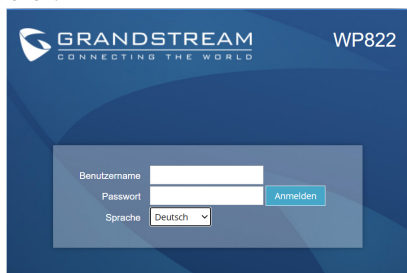 GRANDSTREAM
CONNECTING THE WORLD
WP822
Benutzername
Passwort
Anmelden
Sprache
Deutsch